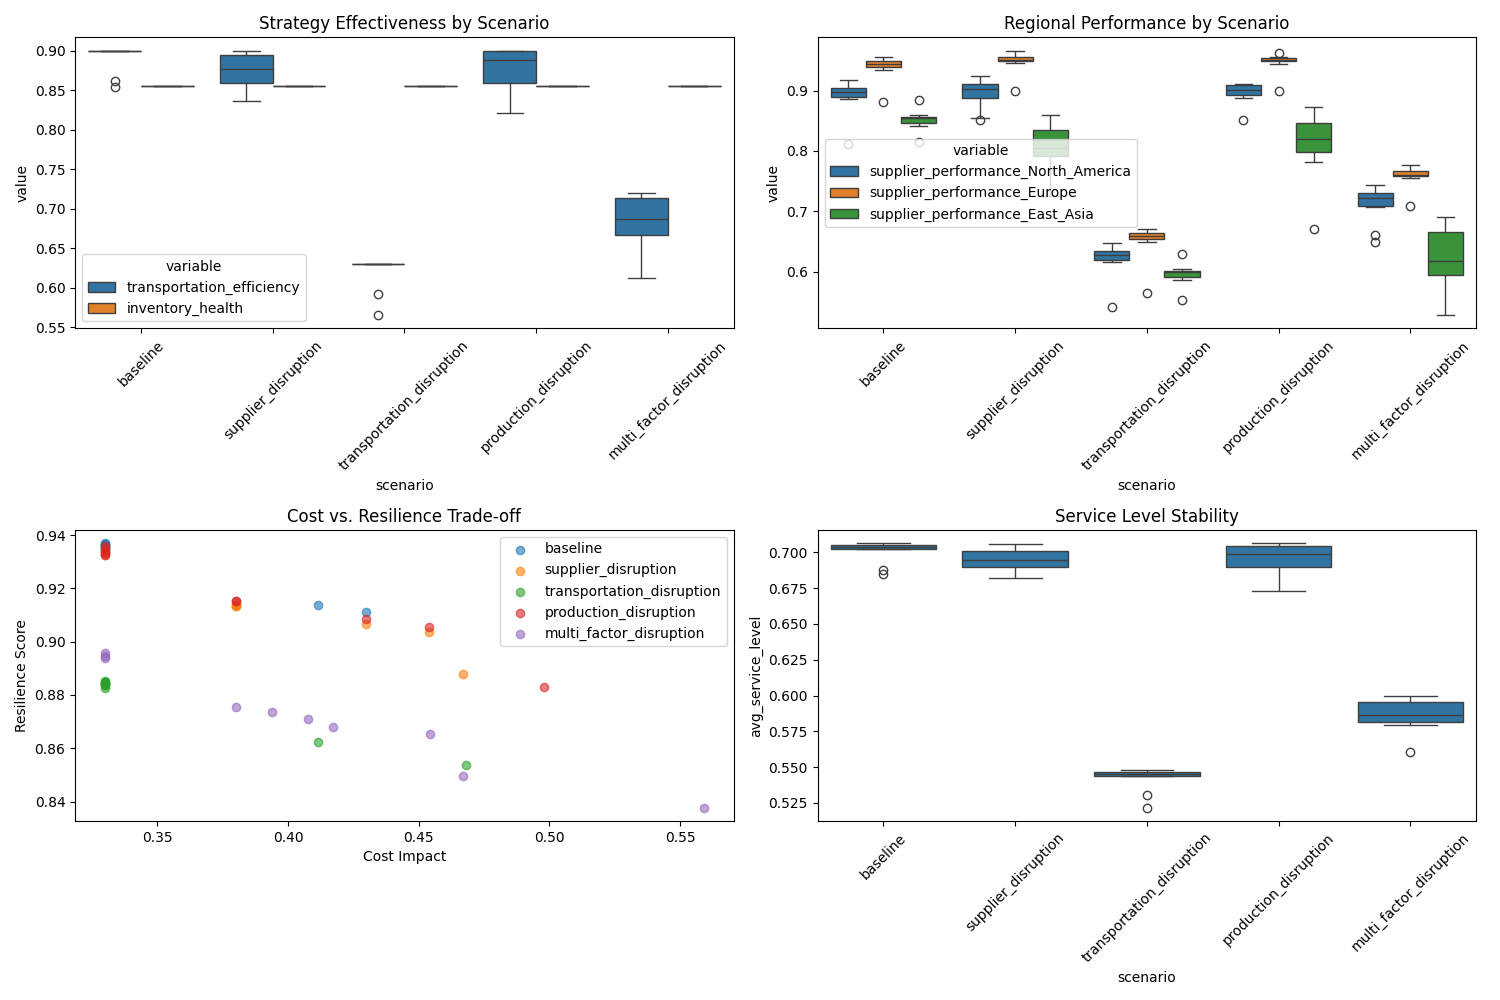 Strategy Effectiveness by Scenario
value
0.90
0.85
0.80
0.75
0.70
0.65
0.60
0.55
variable
transportation_efficiency
inventory_health
baseline
supplier_disruption
transportation_disruption
production_disruption
multi_factor_disruption
scenario
Regional Performance by Scenario
value
0.9
0.8
0.7
0.6
variable
supplier_performance_North_America
supplier_performance_Europe
supplier_performance_East_Asia
baseline
supplier_disruption
transportation_disruption
production_disruption
multi_factor_disruption
scenario
Cost vs. Resilience Trade-off
Resilience Score
0.94
0.92
0.90
0.88
0.86
0.84
baseline
supplier_disruption
transportation_disruption
production_disruption
multi_factor_disruption
0.35
0.40
0.45
0.50
0.55
Cost Impact
Service Level Stability
avg_service_level
0.700
0.675
0.650
0.625
0.600
0.575
0.550
0.525
baseline
supplier_disruption
transportation_disruption
production_disruption
multi_factor_disruption
scenario